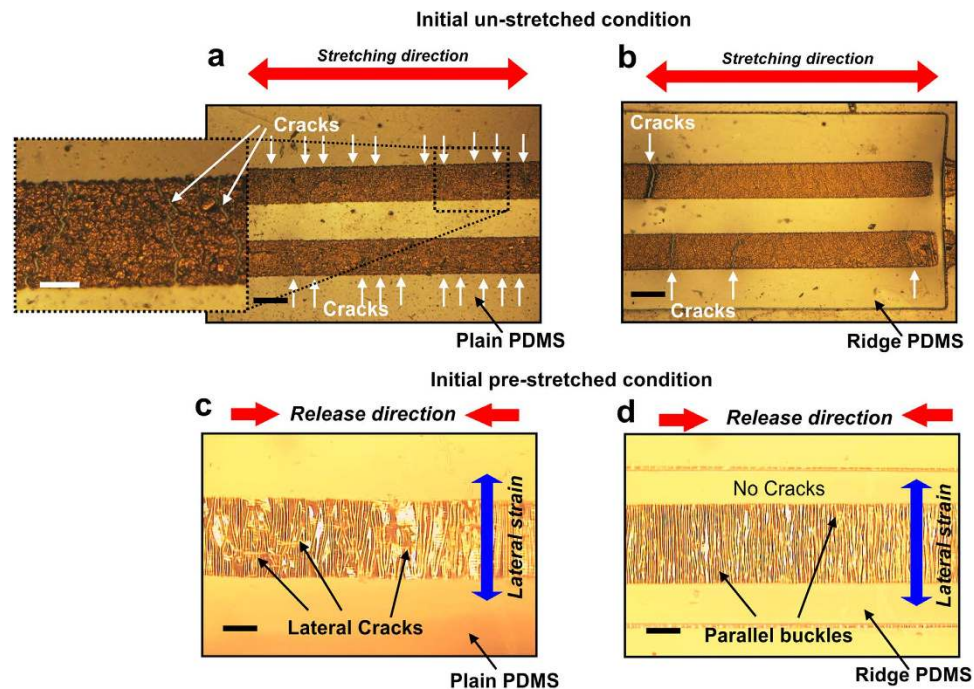 Initial un-stretched condition
a
Stretching direction
b
Stretching direction
Cracks
Cracks
Cracks
Cracks
Plain PDMS
Ridge PDMS
Initial pre-stretched condition
c
Release direction
d
Release direction
Lateral strain
No Cracks
Lateral strain
Lateral Cracks
Parallel buckles
Plain PDMS
Ridge PDMS